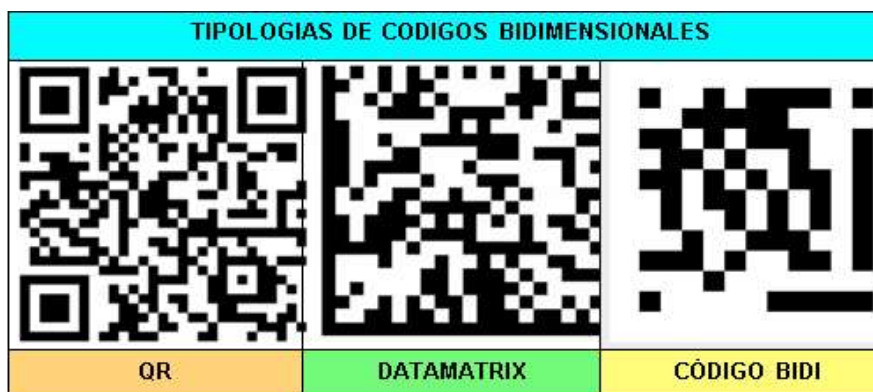 TIPOLOGIAS DE CODIGOS BIDIMENSIONALES
QR
DATAMATRIX
CÓDIGO BIDI